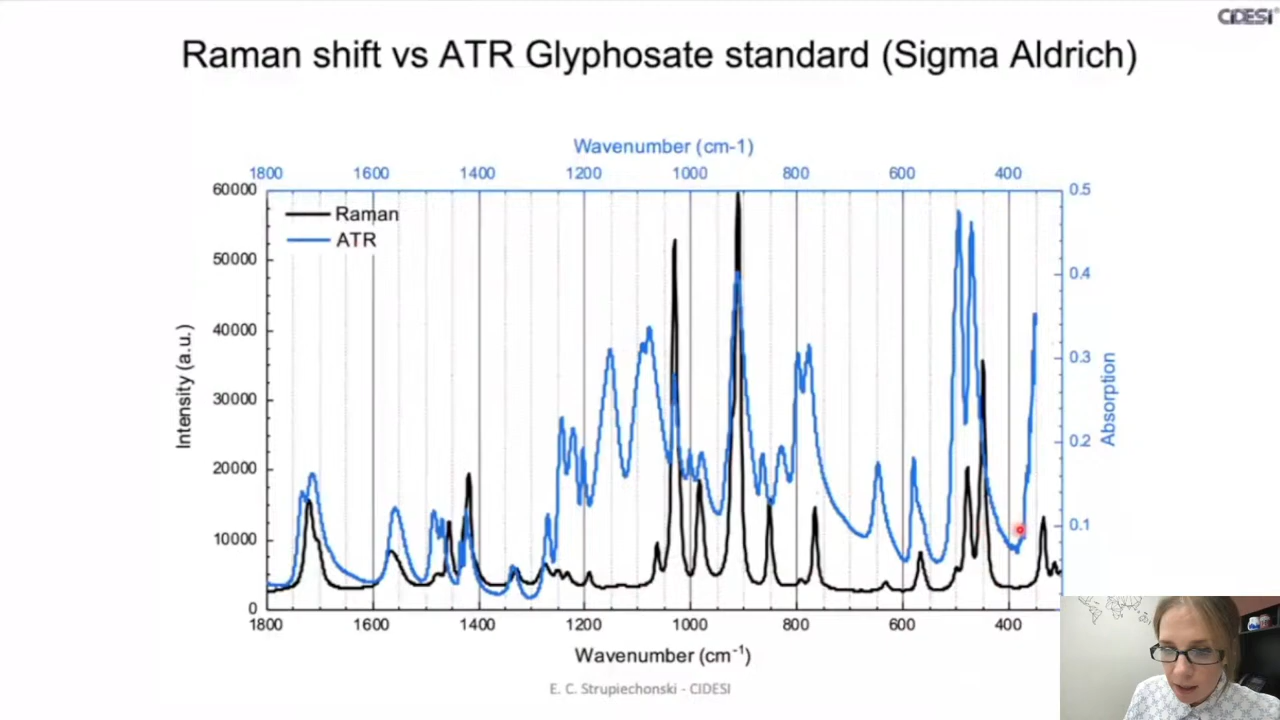 CIDESI
Raman shift vs ATR Glyphosate standard (Sigma Aldrich)
Wavenumber (cm-1)
1800 1600 1400 1200 1000 800 600 400
60000 50000 40000 30000 20000 10000 0
Intensity (a.u.)
Raman
ATR
0.5 0.4 0.3 0.2 0.1
Absorption
1800 1600 1400 1200 1000 800 600 400
Wavenumber (cm⁻¹)
E. C. Strupiechonski - CIDESI